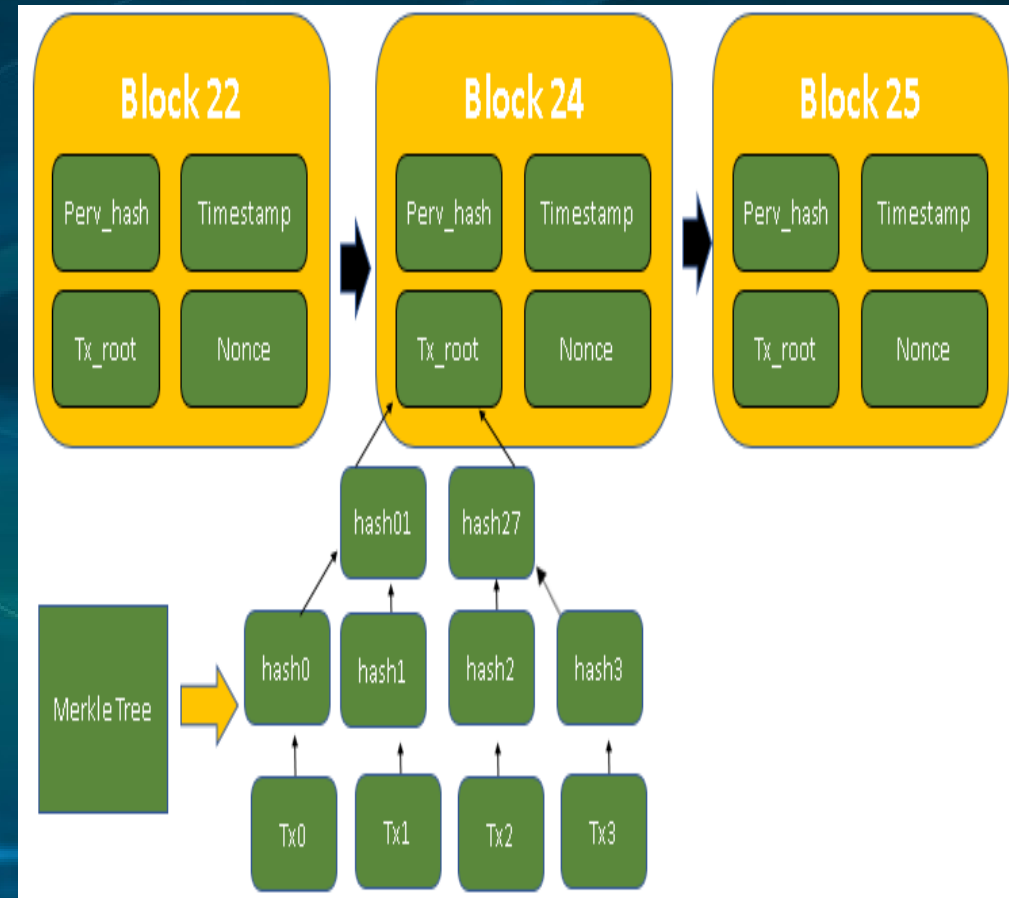 Block 22
Block 24
Block 25
Perv_hash
Timestamp
Perv_hash
Timestamp
Perv_hash
Timestamp
Tx_root
Nonce
Tx_root
Nonce
Tx_root
Nonce
hash01
hash27
hash0
hash1
hash2
hash3
Merkle Tree
Tx0
Tx1
Tx2
Tx3